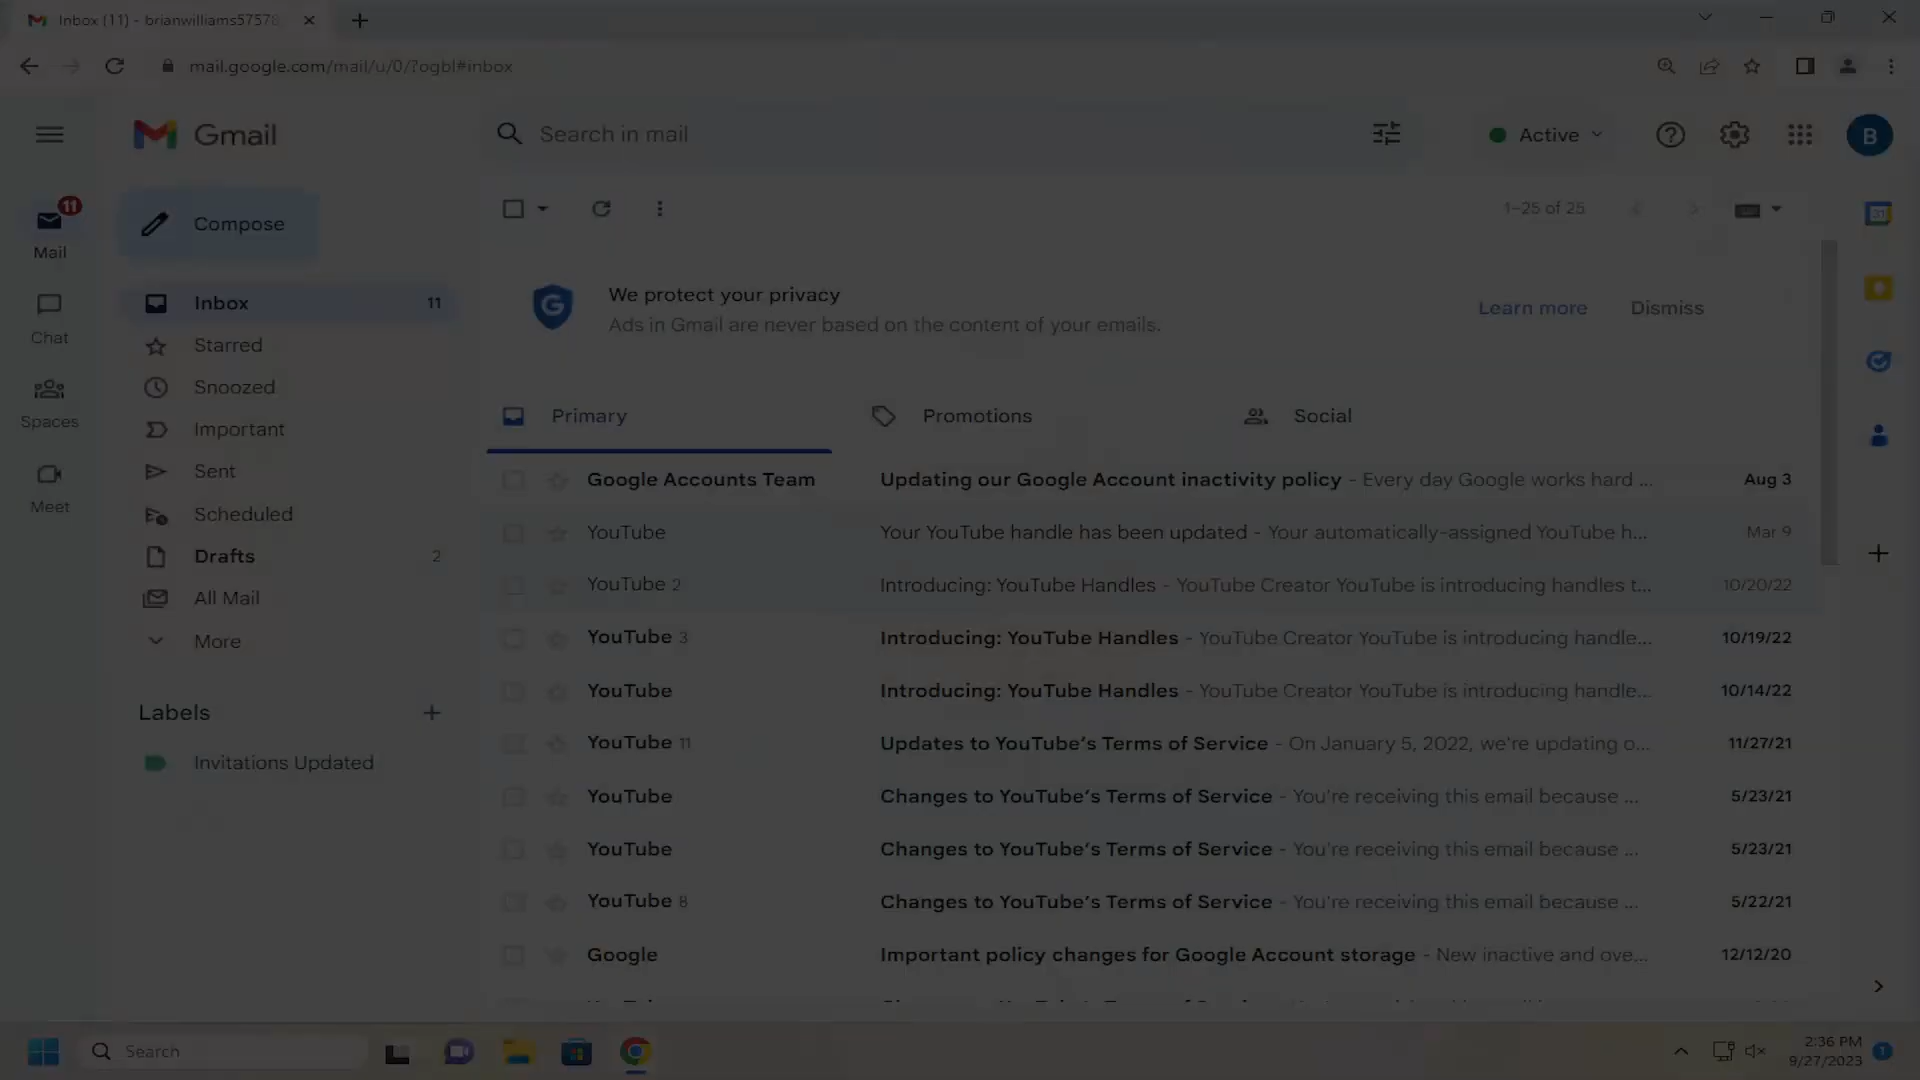 Inbox (11) - brianwilliams57578
mail.google.com/mail/u/0/?ogbl#inbox
Gmail
Search in mail
Active
B
11
Mail
Compose
1–25 of 25
31
Inbox 11
We protect your privacy
Ads in Gmail are never based on the content of your emails.
Learn more
Dismiss
Chat
Starred
Snoozed
Spaces
Important
Primary
Promotions
Social
Sent
Meet
Scheduled
Drafts 2
All Mail
More
Labels
Invitations Updated
Google Accounts Team Updating our Google Account inactivity policy - Every day Google works hard ... Aug 3
YouTube Your YouTube handle has been updated - Your automatically-assigned YouTube h... Mar 9
YouTube 2 Introducing: YouTube Handles - YouTube Creator YouTube is introducing handles t... 10/20/22
YouTube 3 Introducing: YouTube Handles - YouTube Creator YouTube is introducing handle... 10/19/22
YouTube Introducing: YouTube Handles - YouTube Creator YouTube is introducing handle... 10/14/22
YouTube 11 Updates to YouTube's Terms of Service - On January 5, 2022, we're updating o... 11/27/21
YouTube Changes to YouTube's Terms of Service - You're receiving this email because ... 5/23/21
YouTube Changes to YouTube's Terms of Service - You're receiving this email because ... 5/23/21
YouTube 8 Changes to YouTube's Terms of Service - You're receiving this email because ... 5/22/21
Google Important policy changes for Google Account storage - New inactive and ove... 12/12/20
Search
2:36 PM
9/27/2023
1